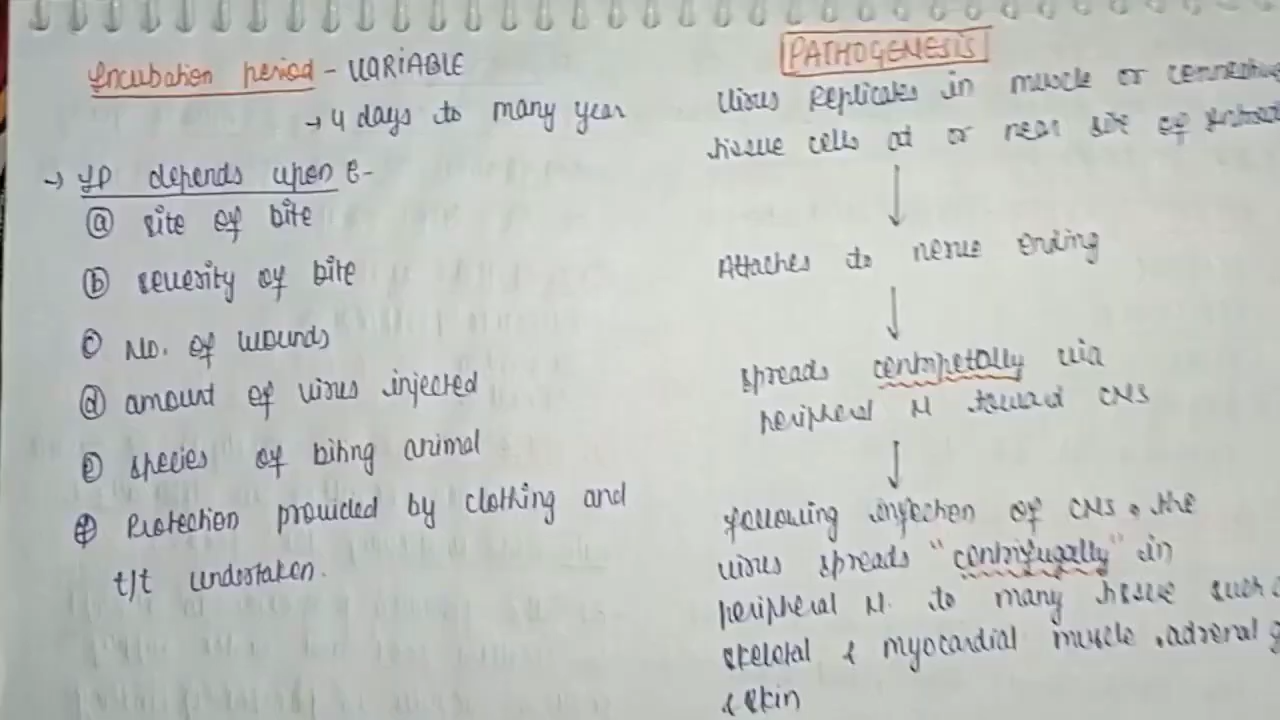 Incubation period - VARIABLE
→ 4 days to many year
→ IP depends upon :-
ⓐ site of bite
ⓑ severity of bite
ⓒ No. of wounds
ⓓ amount of virus injected
ⓔ species of biting animal
ⓕ Protection provided by clothing and
t/t undertaken.
PATHOGENESIS
Virus Replicates in muscle or connective
tissue cells at or near site of
↓
Attaches to nerve ending
↓
spreads centripetally via
peripheral N toward CNS
↓
following infection of CNS, the
virus spreads "centrifugally" in
peripheral N. to many tissue such
skeletal & myocardial muscle, adrenal g
& skin